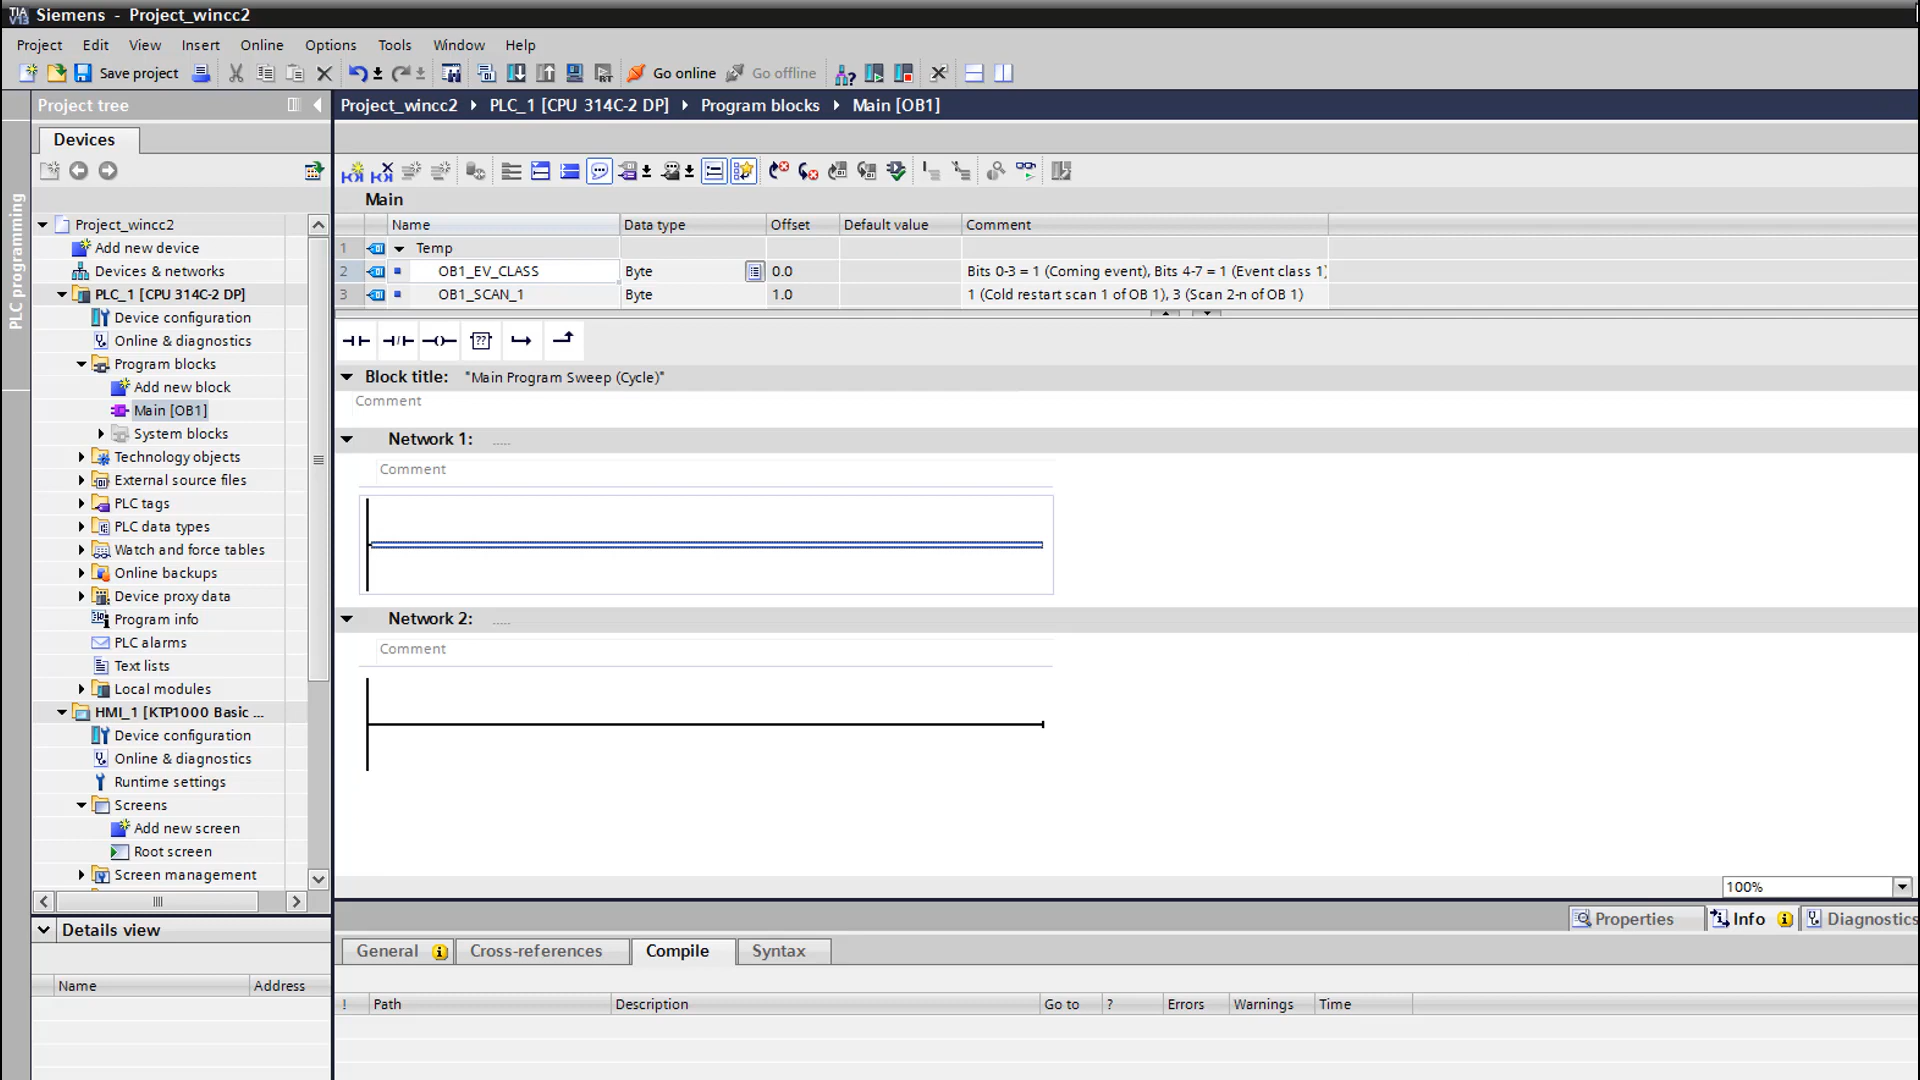 Siemens - Project_wincc2
Project Edit View Insert Online Options Tools Window Help
Save project Go online Go offline
Project tree
Project_wincc2 PLC_1 [CPU 314C-2 DP] Program blocks Main [OB1]
Devices
PLC programming
Project_wincc2
Add new device
Devices & networks
PLC_1 [CPU 314C-2 DP]
Device configuration
Online & diagnostics
Program blocks
Add new block
Main [OB1]
System blocks
Technology objects
External source files
PLC tags
PLC data types
Watch and force tables
Online backups
Device proxy data
Program info
PLC alarms
Text lists
Local modules
HMI_1 [KTP1000 Basic ...
Device configuration
Online & diagnostics
Runtime settings
Screens
Add new screen
Root screen
Screen management
Details view
Name Address
Main
Name Data type Offset Default value Comment
1 Temp
2 OB1_EV_CLASS Byte 0.0 Bits 0-3 = 1 (Coming event), Bits 4-7 = 1 (Event class 1)
3 OB1_SCAN_1 Byte 1.0 1 (Cold restart scan 1 of OB 1), 3 (Scan 2-n of OB 1)
??
Block title: "Main Program Sweep (Cycle)"
Comment
Network 1: .....
Comment
Network 2: .....
Comment
100%
Properties Info Diagnostics
General Cross-references Compile Syntax
! Path Description Go to ? Errors Warnings Time